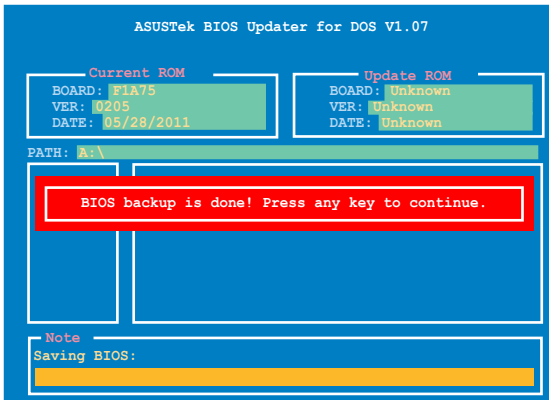 ASUSTek BIOS Updater for DOS V1.07
Current ROM
BOARD: F1A75
VER: 0205
DATE: 05/28/2011
Update ROM
BOARD: Unknown
VER: Unknown
DATE: Unknown
PATH: A:\
BIOS backup is done! Press any key to continue.
Note
Saving BIOS: